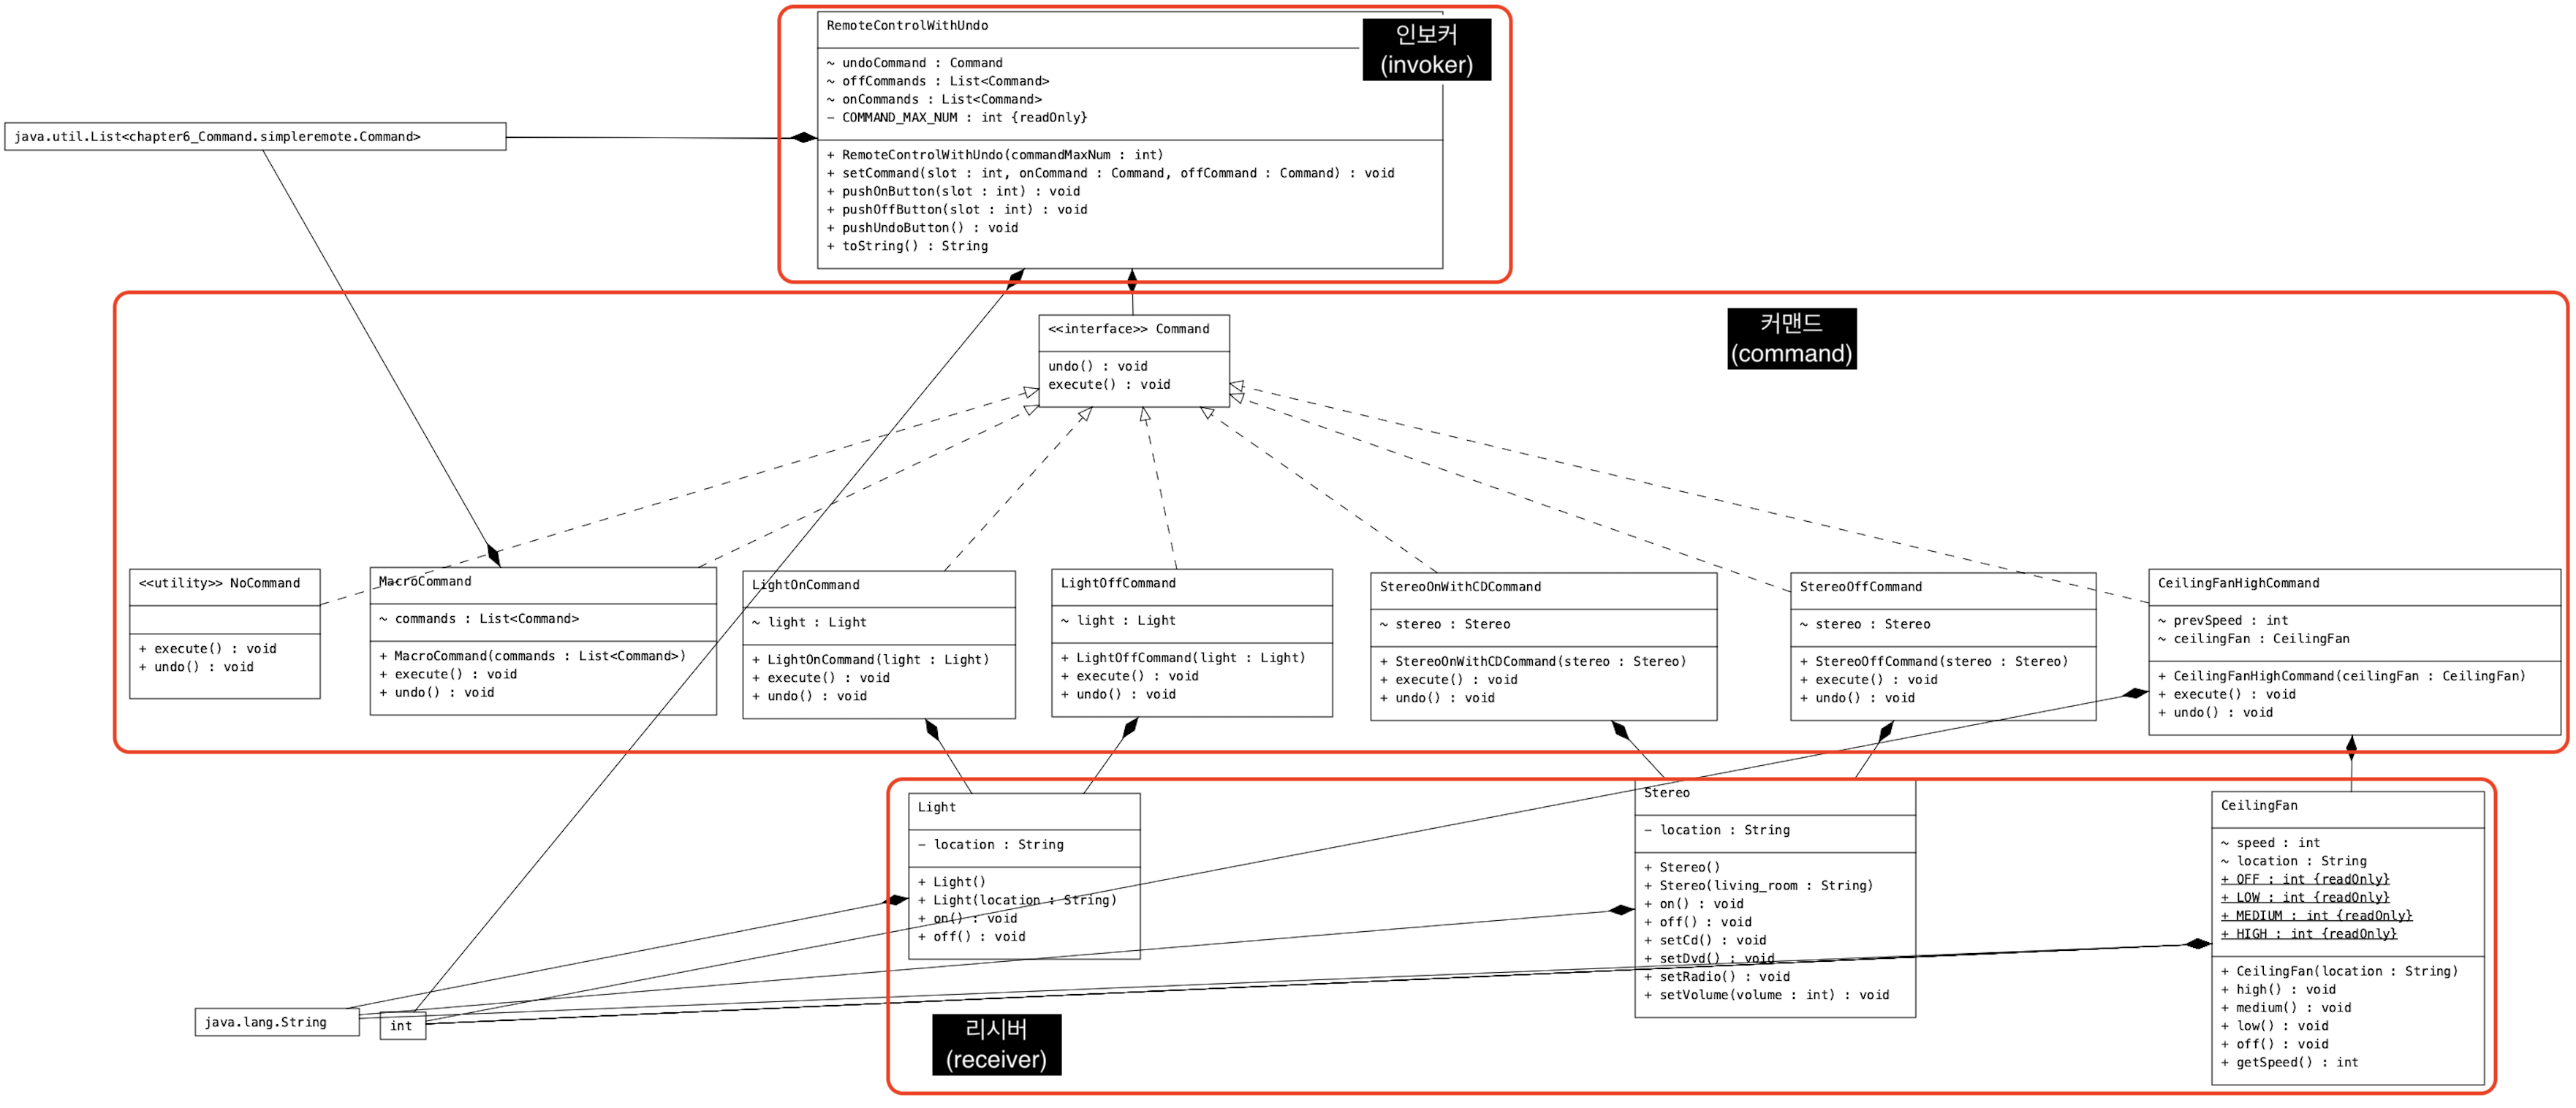 RemoteControlWithUndo
~ undoCommand : Command
~ offCommands : List<Command>
~ onCommands : List<Command>
– COMMAND_MAX_NUM : int {readOnly}
+ RemoteControlWithUndo(commandMaxNum : int)
+ setCommand(slot : int, onCommand : Command, offCommand : Command) : void
+ pushOnButton(slot : int) : void
+ pushOffButton(slot : int) : void
+ pushUndoButton() : void
+ toString() : String
인보커
(invoker)
java.util.List<chapter6_Command.simpleremote.Command>
<<interface>> Command
undo() : void
execute() : void
커맨드
(command)
<<utility>> NoCommand
+ execute() : void
+ undo() : void
MacroCommand
~ commands : List<Command>
+ MacroCommand(commands : List<Command>)
+ execute() : void
+ undo() : void
LightOnCommand
~ light : Light
+ LightOnCommand(light : Light)
+ execute() : void
+ undo() : void
LightOffCommand
~ light : Light
+ LightOffCommand(light : Light)
+ execute() : void
+ undo() : void
StereoOnWithCDCommand
~ stereo : Stereo
+ StereoOnWithCDCommand(stereo : Stereo)
+ execute() : void
+ undo() : void
StereoOffCommand
~ stereo : Stereo
+ StereoOffCommand(stereo : Stereo)
+ execute() : void
+ undo() : void
CeilingFanHighCommand
~ prevSpeed : int
~ ceilingFan : CeilingFan
+ CeilingFanHighCommand(ceilingFan : CeilingFan)
+ execute() : void
+ undo() : void
Light
– location : String
+ Light()
+ Light(location : String)
+ on() : void
+ off() : void
Stereo
– location : String
+ Stereo()
+ Stereo(living_room : String)
+ on() : void
+ off() : void
+ setCd() : void
+ setDvd() : void
+ setRadio() : void
+ setVolume(volume : int) : void
CeilingFan
~ speed : int
~ location : String
+ OFF : int {readOnly}
+ LOW : int {readOnly}
+ MEDIUM : int {readOnly}
+ HIGH : int {readOnly}
+ CeilingFan(location : String)
+ high() : void
+ medium() : void
+ low() : void
+ off() : void
+ getSpeed() : int
java.lang.String
int
리시버
(receiver)